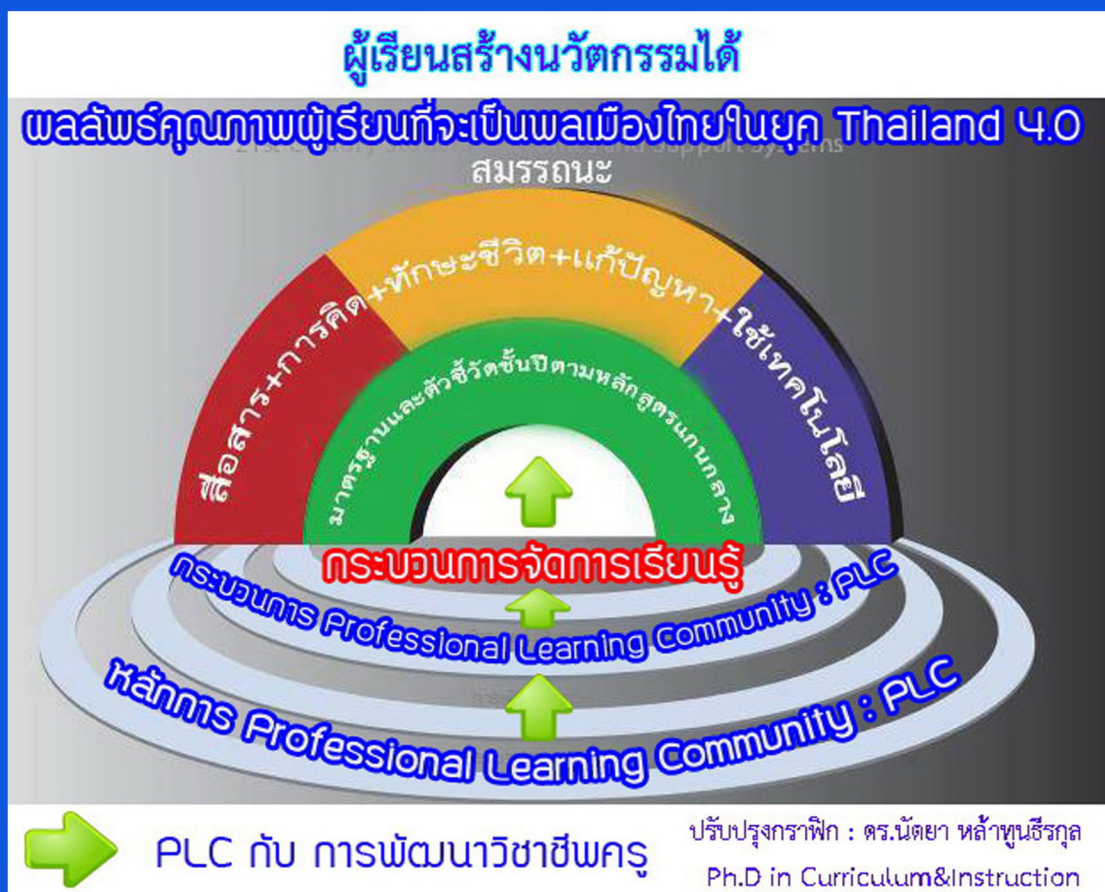 ผู้เรียนสร้างนวัตกรรมได้
ผลลัพธ์คุณภาพผู้เรียนที่จะเป็นพลเมืองไทยในยุค Thailand 4.0
สมรรถนะ
สื่อสาร+การคิด+ทักษะชีวิต+แก้ปัญหา+ใช้เทคโนโลยี
มาตรฐานและตัวชี้วัดชั้นปีตามหลักสูตรแกนกลาง
กระบวนการจัดการเรียนรู้
กระบวนการ Professional Learning Community : PLC
หลักการ Professional Learning Community : PLC
PLC กับ การพัฒนาวิชาชีพครู
ปรับปรุงกราฟิก : ดร.นัตยา หล้าทูนธีรกุล
Ph.D in Curriculum&Instruction